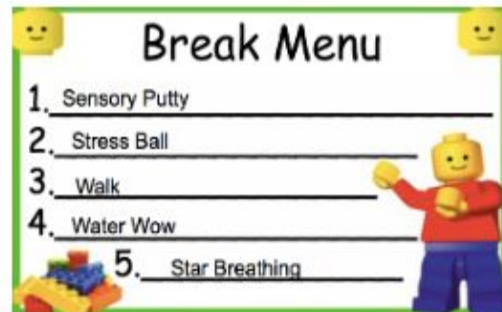 Break Menu
1. Sensory Putty
2. Stress Ball
3. Walk
4. Water Wow
5. Star Breathing